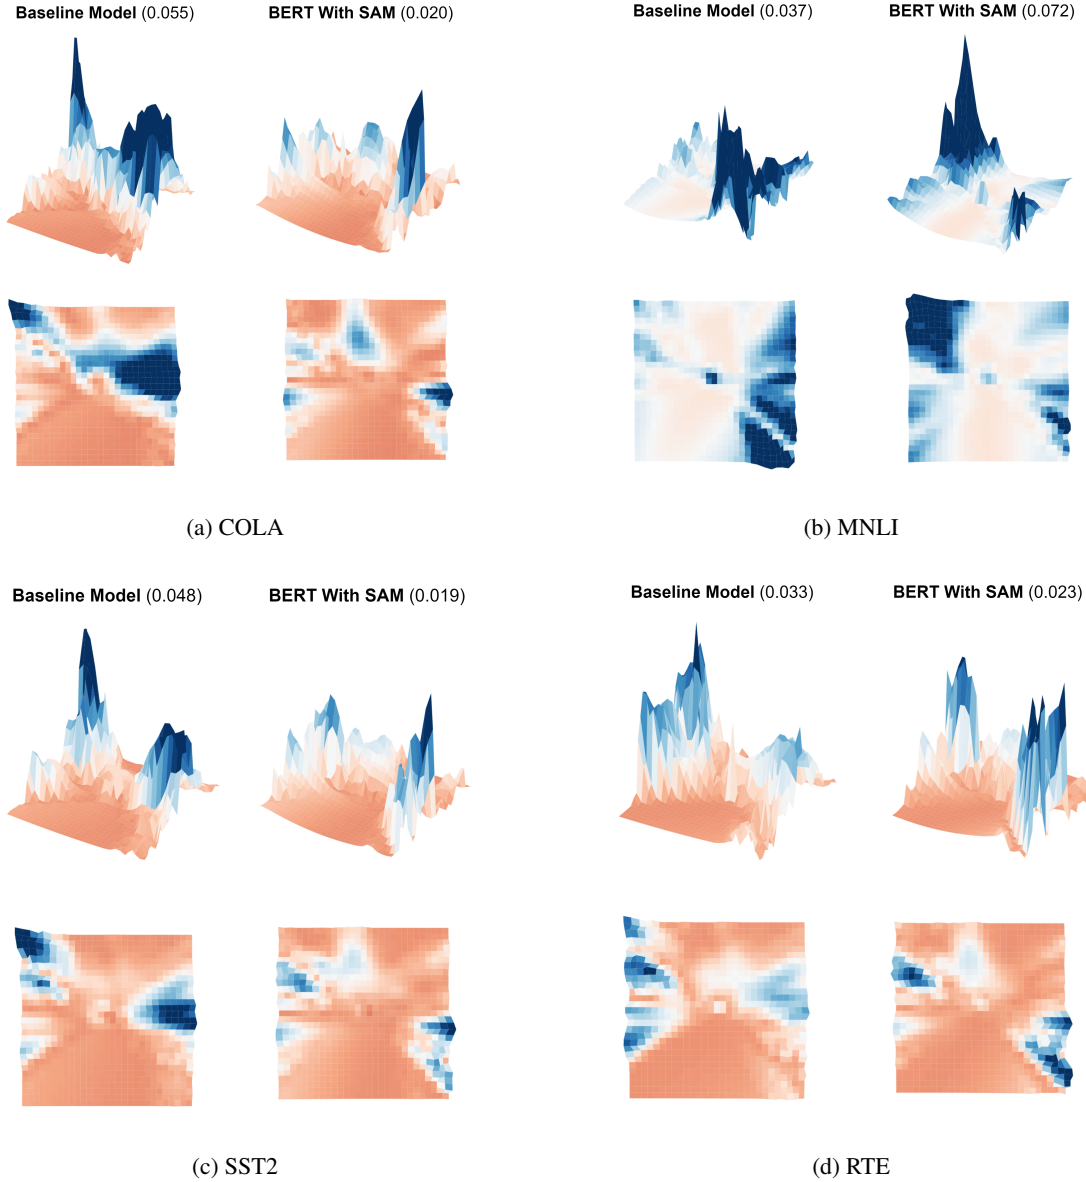 Baseline Model (0.055)
BERT With SAM (0.020)
Baseline Model (0.037)
BERT With SAM (0.072)
(a) COLA
(b) MNLI
Baseline Model (0.048)
BERT With SAM (0.019)
Baseline Model (0.033)
BERT With SAM (0.023)
(c) SST2
(d) RTE